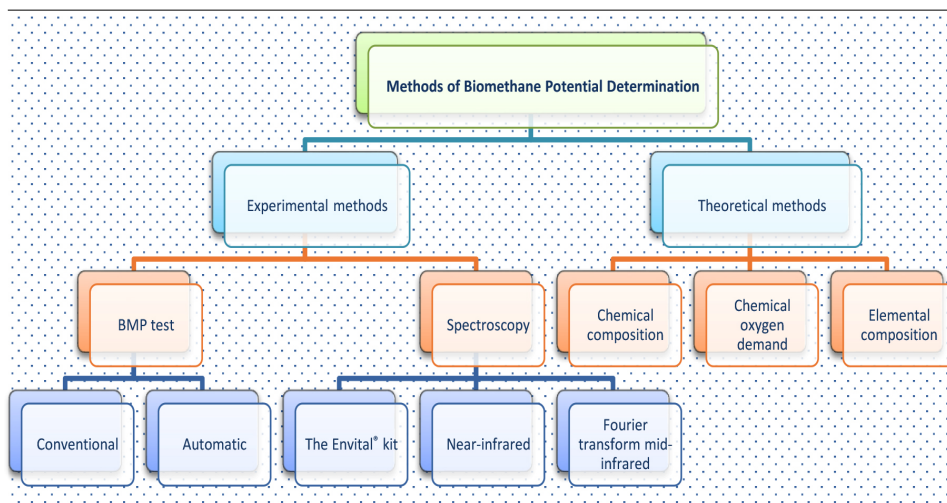 Methods of Biomethane Potential Determination
Experimental methods
Theoretical methods
BMP test
Spectroscopy
Chemical
composition
Chemical
oxygen
demand
Elemental
composition
Conventional
Automatic
The Envital® kit
Near-infrared
Fourier
transform mid-
infrared